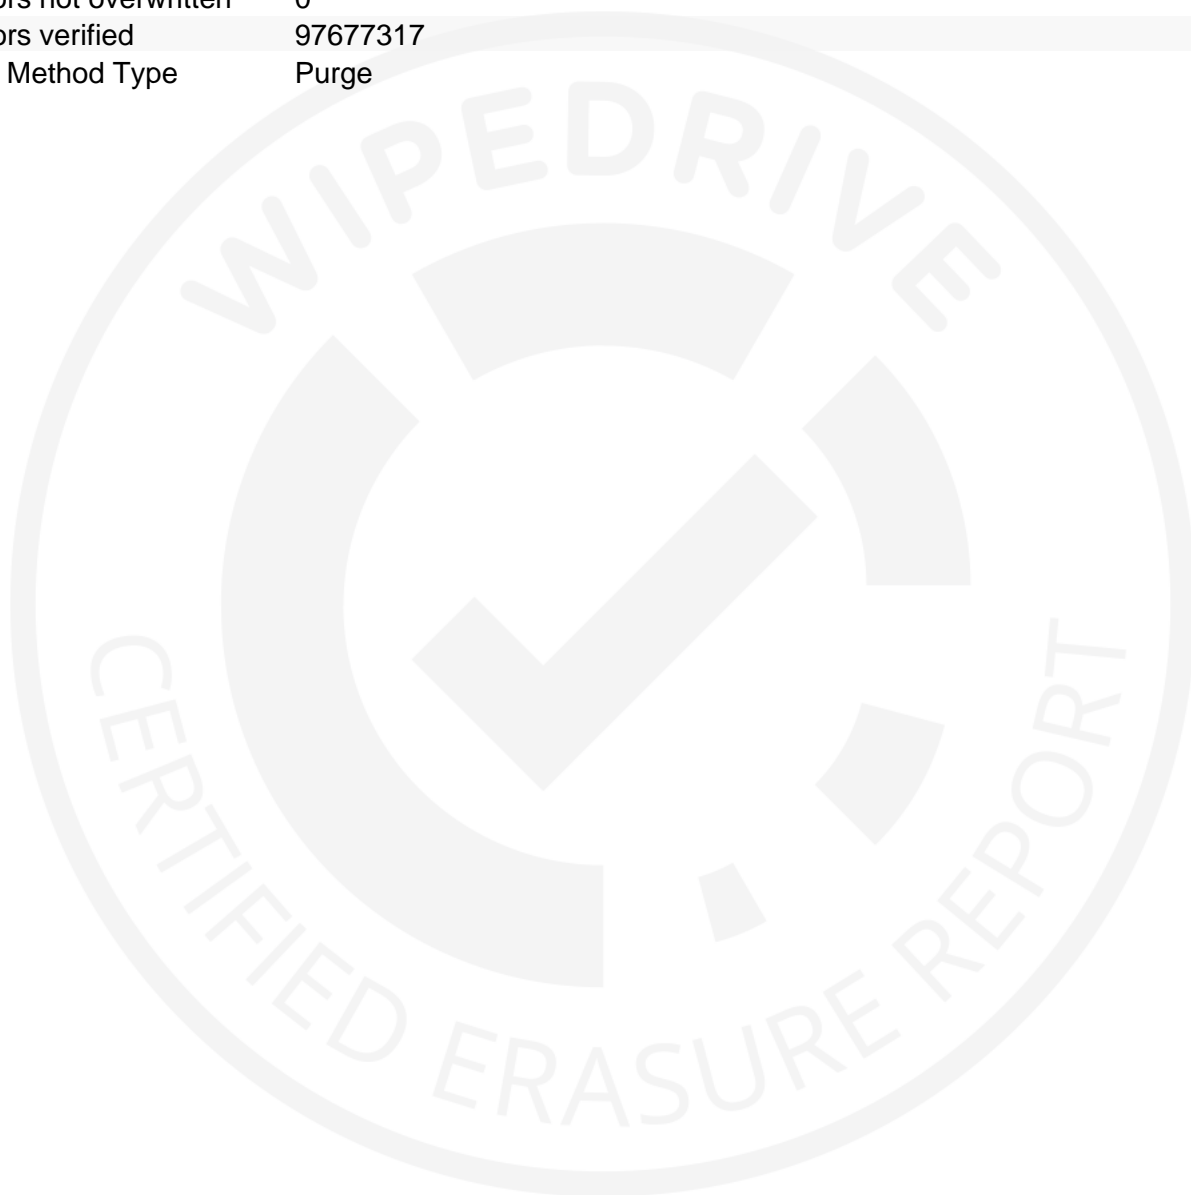 ors not overwritten 0
ors verified 97677317
Method Type Purge
WIPEDRIVE
CERTIFIED ERASURE REPORT